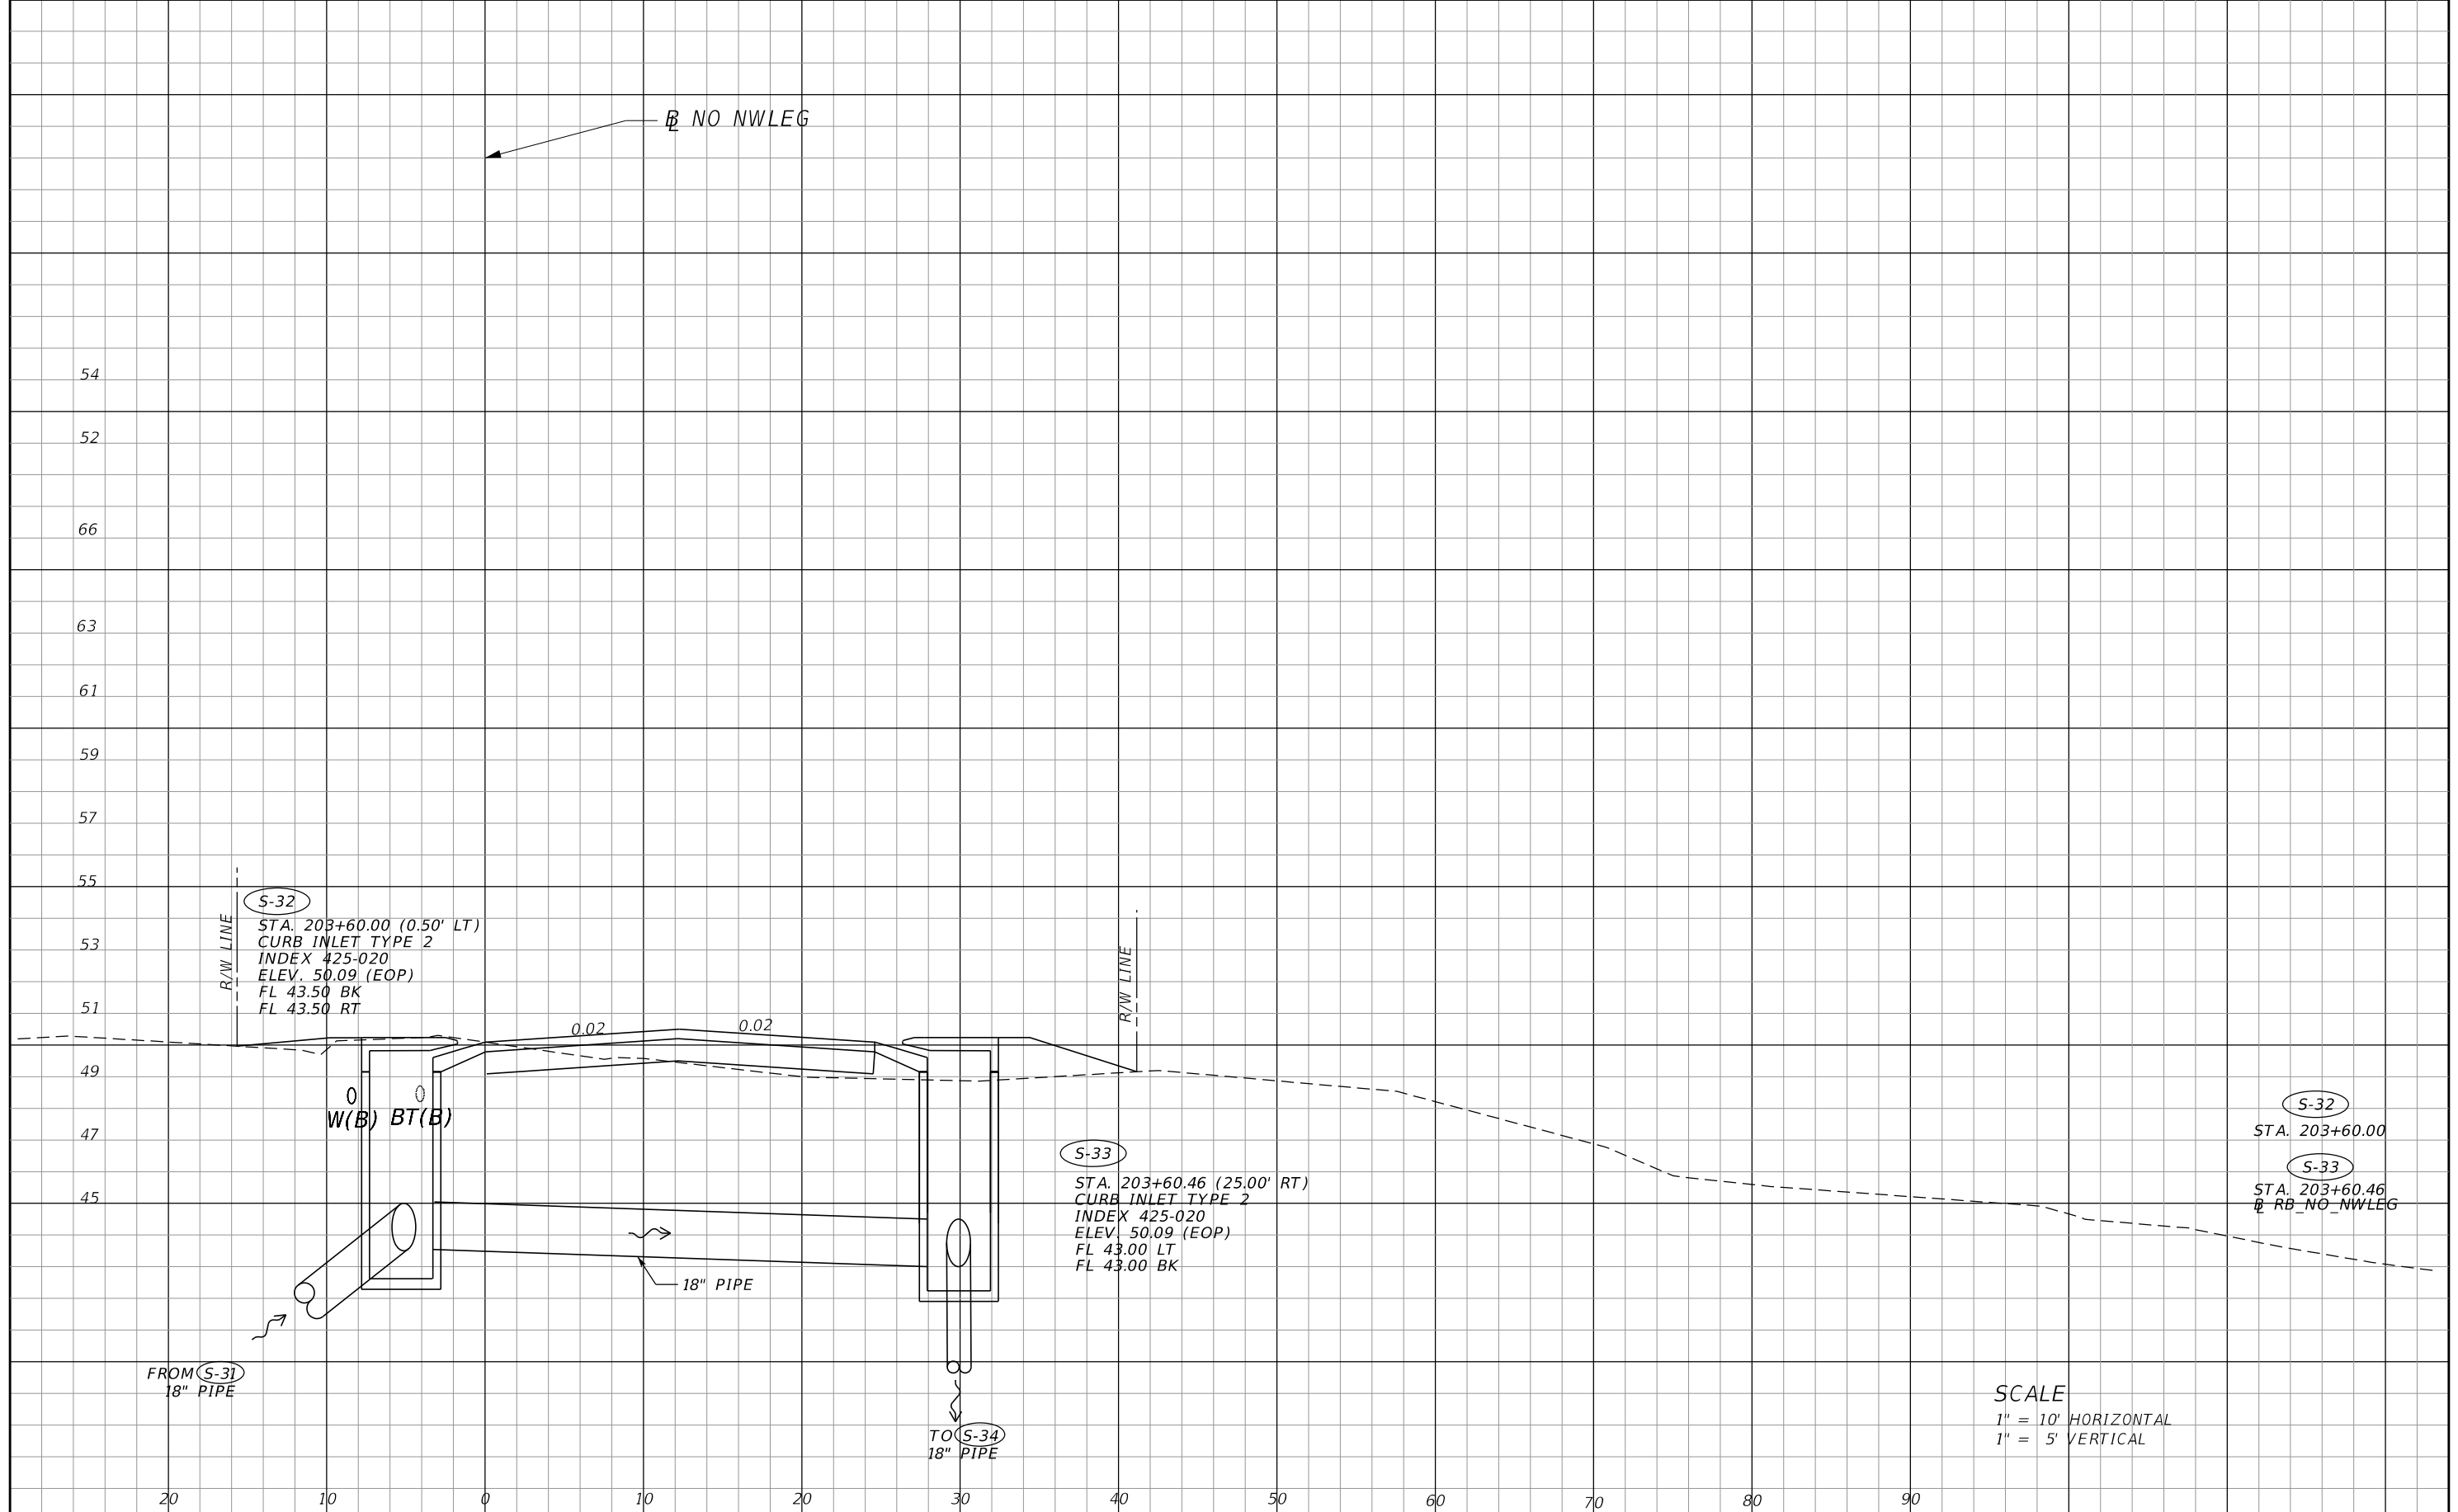 ℄ NO NWLEG
54
52
66
63
61
59
57
55
53
51
49
47
45
R/W LINE
S-32
STA. 203+60.00 (0.50' LT)
CURB INLET TYPE 2
INDEX 425-020
ELEV. 50.09 (EOP)
FL 43.50 BK
FL 43.50 RT
0.02
0.02
R/W LINE
W(B)
BT(B)
S-33
STA. 203+60.46 (25.00' RT)
CURB INLET TYPE 2
INDEX 425-020
ELEV. 50.09 (EOP)
FL 43.00 LT
FL 43.00 BK
18" PIPE
FROM S-31
18" PIPE
TO S-34
18" PIPE
S-32
STA. 203+60.00
S-33
STA. 203+60.46
RB_NO_NWLEG
SCALE
1" = 10' HORIZONTAL
1" = 5' VERTICAL
20 10 0 10 20 30 40 50 60 70 80 90